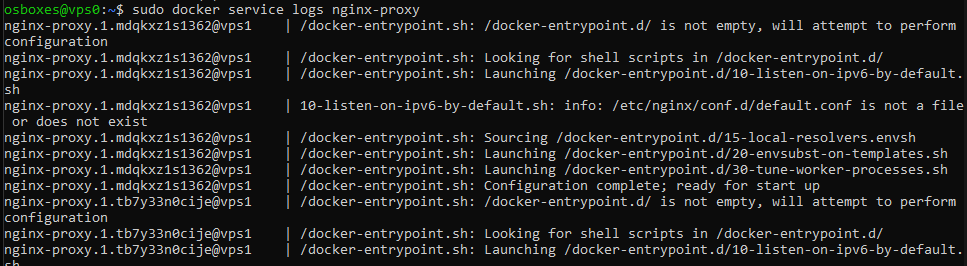 osboxes@vps0:~$ sudo docker service logs nginx-proxy
nginx-proxy.1.mdqkxz1s1362@vps1    | /docker-entrypoint.sh: /docker-entrypoint.d/ is not empty, will attempt to perform
configuration
nginx-proxy.1.mdqkxz1s1362@vps1    | /docker-entrypoint.sh: Looking for shell scripts in /docker-entrypoint.d/
nginx-proxy.1.mdqkxz1s1362@vps1    | /docker-entrypoint.sh: Launching /docker-entrypoint.d/10-listen-on-ipv6-by-default.
sh
nginx-proxy.1.mdqkxz1s1362@vps1    | 10-listen-on-ipv6-by-default.sh: info: /etc/nginx/conf.d/default.conf is not a file
 or does not exist
nginx-proxy.1.mdqkxz1s1362@vps1    | /docker-entrypoint.sh: Sourcing /docker-entrypoint.d/15-local-resolvers.envsh
nginx-proxy.1.mdqkxz1s1362@vps1    | /docker-entrypoint.sh: Launching /docker-entrypoint.d/20-envsubst-on-templates.sh
nginx-proxy.1.mdqkxz1s1362@vps1    | /docker-entrypoint.sh: Launching /docker-entrypoint.d/30-tune-worker-processes.sh
nginx-proxy.1.mdqkxz1s1362@vps1    | /docker-entrypoint.sh: Configuration complete; ready for start up
nginx-proxy.1.tb7y33n0cije@vps1    | /docker-entrypoint.sh: /docker-entrypoint.d/ is not empty, will attempt to perform
configuration
nginx-proxy.1.tb7y33n0cije@vps1    | /docker-entrypoint.sh: Looking for shell scripts in /docker-entrypoint.d/
nginx-proxy.1.tb7y33n0cije@vps1    | /docker-entrypoint.sh: Launching /docker-entrypoint.d/10-listen-on-ipv6-by-default.
sh